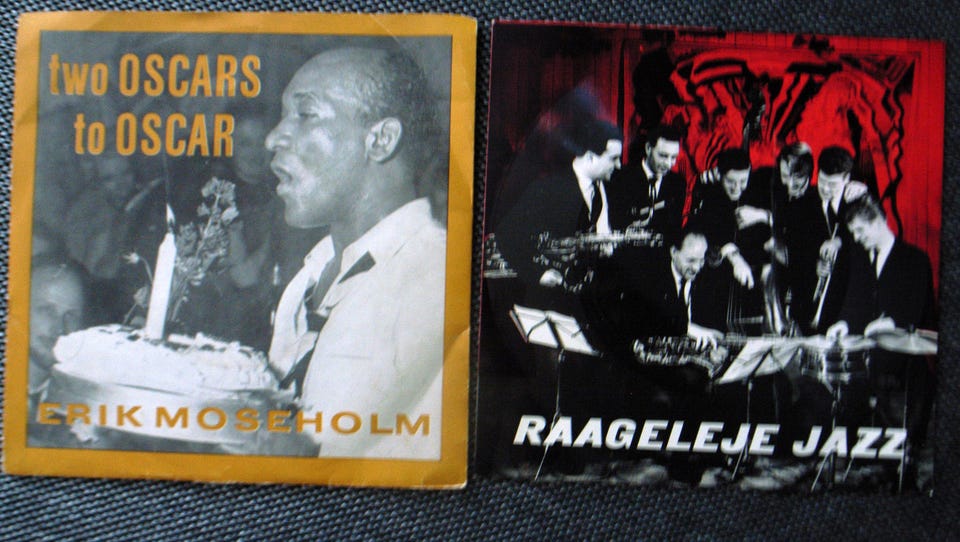 two OSCARS
to OSCAR
ERIK MOSEHOLM
RAAGELEJE JAZZ